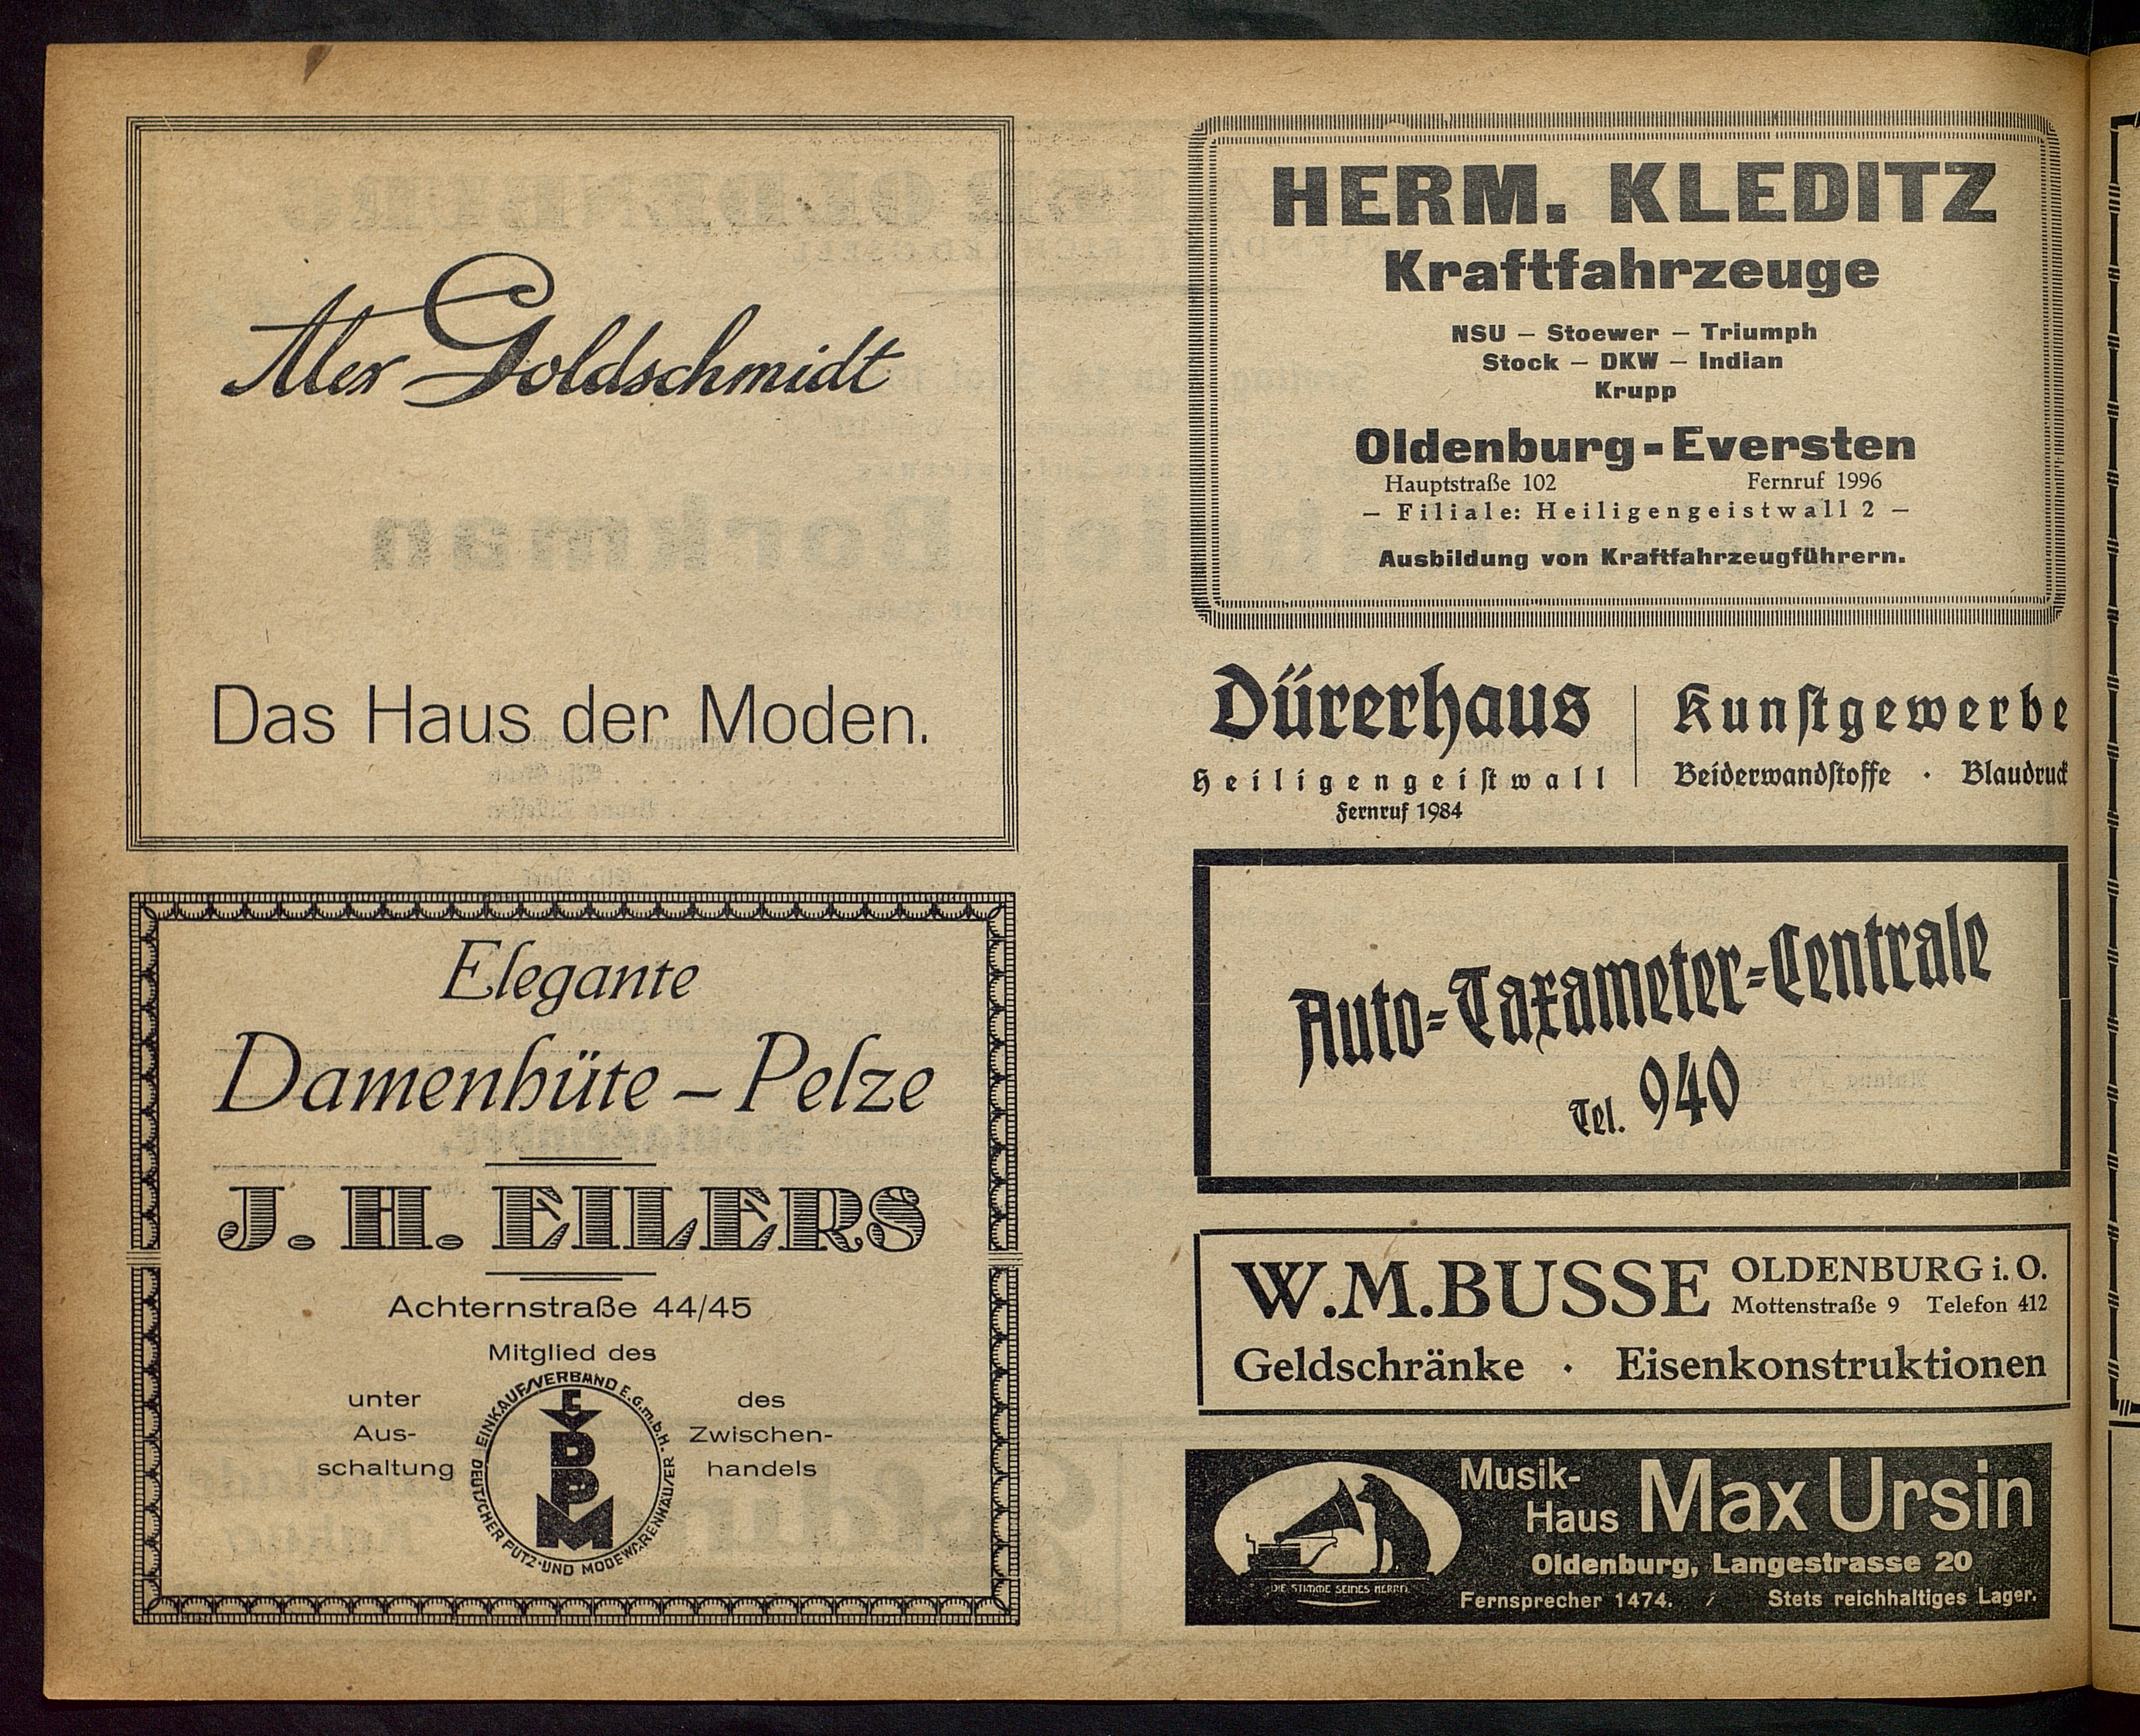 Alex Goldschmidt
Das Haus der Moden.
Elegante
Damenhüte – Pelze
J. H. EILERS
Achternstraße 44/45
Mitglied des
unter
Aus-
schaltung
DEUTSCHER PUTZ-UND MODEWARENHÄUSER EINKAUFSVERBAND E.G.m.b.H.
EVDPM
des
Zwischen-
handels
HERM. KLEDITZ
Kraftfahrzeuge
NSU – Stoewer – Triumph
Stock – DKW – Indian
Krupp
Oldenburg-Eversten
Hauptstraße 102 Fernruf 1996
– Filiale: Heiligengeistwall 2 –
Ausbildung von Kraftfahrzeugführern.
Dürerhaus
Heiligengeistwall
Fernruf 1984
Kunstgewerbe
Beiderwandstoffe · Blaudruck
Auto-Taxameter-Centrale
Tel. 940
W.M.BUSSE OLDENBURG i. O.
Mottenstraße 9 Telefon 412
Geldschränke · Eisenkonstruktionen
DIE STIMME SEINES HERRN
Musik-
Haus Max Ursin
Oldenburg, Langestrasse 20
Fernsprecher 1474. / Stets reichhaltiges Lager.